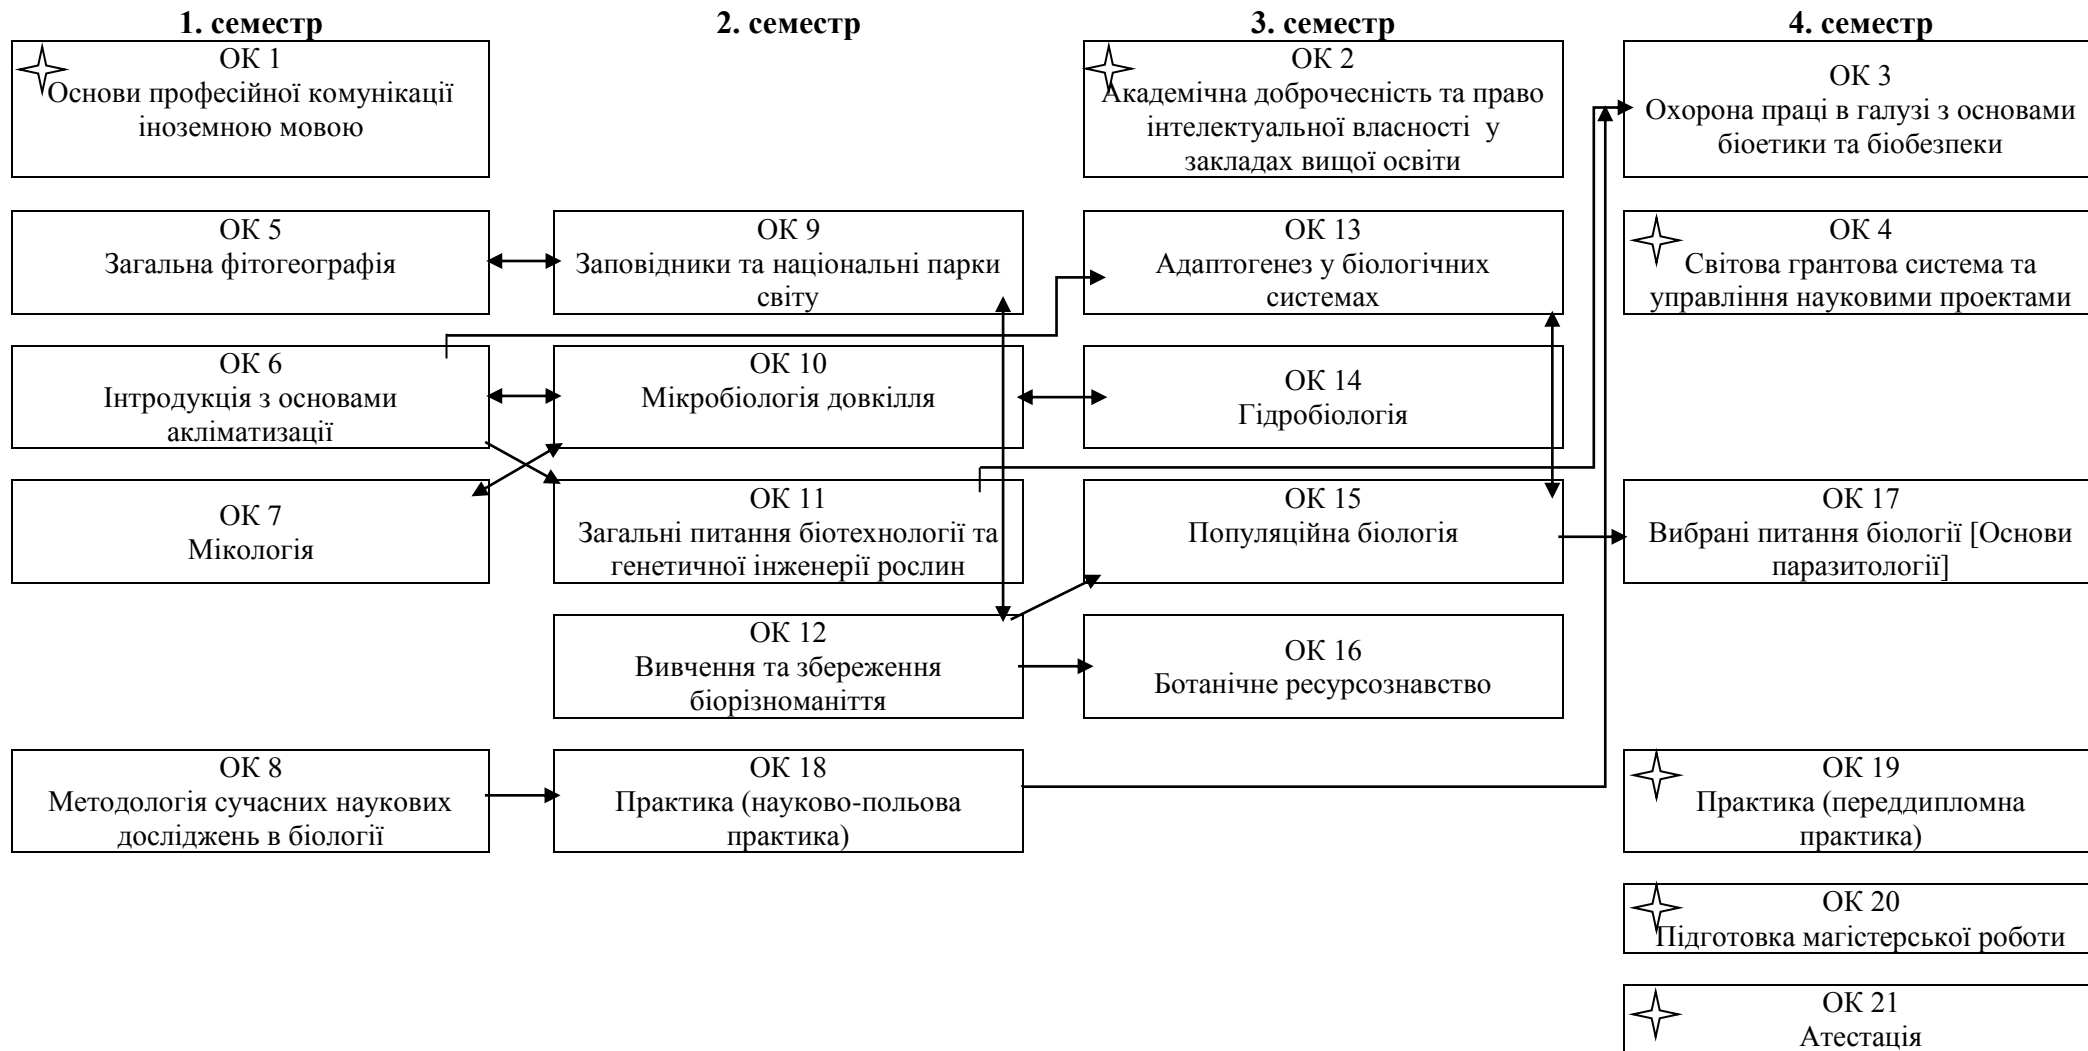 1. семестр
2. семестр
3. семестр
4. семестр
ОК 1
Основи професійної комунікації
іноземною мовою
ОК 2
Академічна доброчесність та право
інтелектуальної власності у
закладах вищої освіти
ОК 3
Охорона праці в галузі з основами
біоетики та біобезпеки
ОК 5
Загальна фітогеографія
ОК 9
Заповідники та національні парки
світу
ОК 13
Адаптогенез у біологічних
системах
ОК 4
Світова грантова система та
управління науковими проектами
ОК 6
Інтродукція з основами
акліматизації
ОК 10
Мікробіологія довкілля
ОК 14
Гідробіологія
ОК 7
Мікологія
ОК 11
Загальні питання біотехнології та
генетичної інженерії рослин
ОК 15
Популяційна біологія
ОК 17
Вибрані питання біології [Основи
паразитології]
ОК 12
Вивчення та збереження
біорізноманіття
ОК 16
Ботанічне ресурсознавство
ОК 8
Методологія сучасних наукових
досліджень в біології
ОК 18
Практика (науково-польова
практика)
ОК 19
Практика (переддипломна
практика)
ОК 20
Підготовка магістерської роботи
ОК 21
Атестація